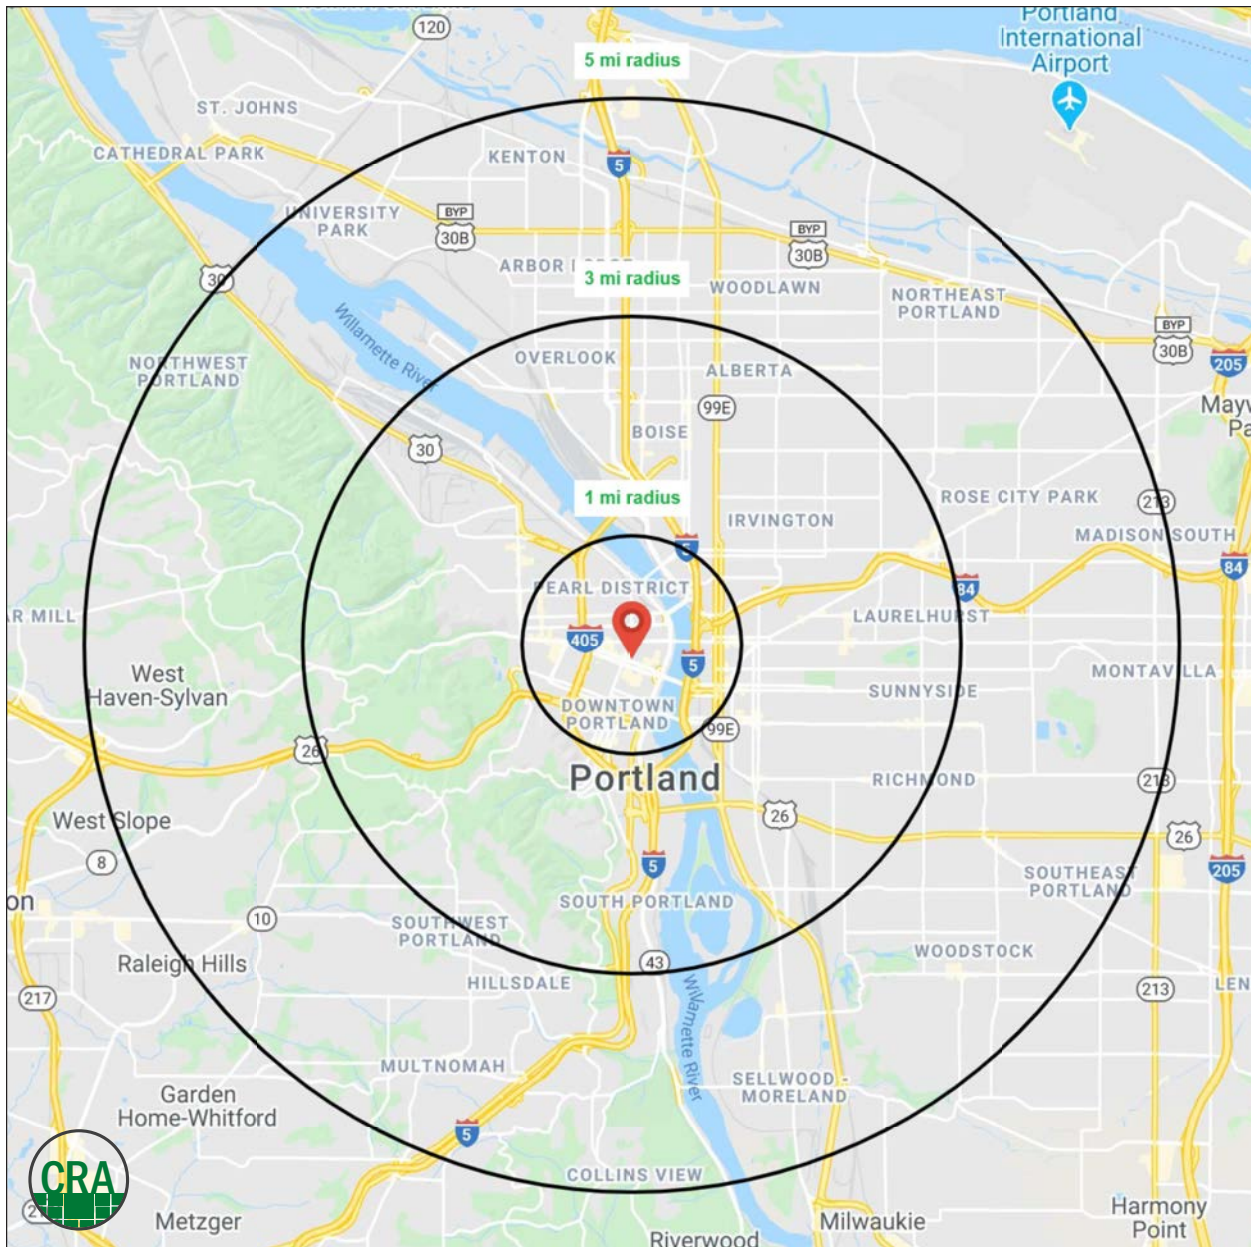 Portland
International
Airport
120
5 mi radius
ST. JOHNS
CATHEDRAL PARK
KENTON
5
UNIVERSITY
PARK
BYP
30B
BYP
30B
30
3 mi radius
WOODLAWN
NORTHEAST
PORTLAND
BYP
30B
205
Willamette River
NORTHWEST
PORTLAND
OVERLOOK
ALBERTA
99E
BOISE
30
1 mi radius
ROSE CITY PARK
213
IRVINGTON
MADISON SOUTH
5
84
84
PEARL DISTRICT
LAURELHURST
405
5
MONTAVILLA
West
Haven-Sylvan
SUNNYSIDE
DOWNTOWN
PORTLAND
99E
26
Portland
RICHMOND
213
West Slope
26
26
8
5
205
SOUTHEAST
PORTLAND
SOUTH PORTLAND
10
SOUTHWEST
PORTLAND
WOODSTOCK
Raleigh Hills
43
HILLSDALE
217
213
Willamette River
MULTNOMAH
SELLWOOD -
MORELAND
Garden
Home-Whitford
5
CRA
COLLINS VIEW
Metzger
Milwaukie
Harmony
Point
Riverwood